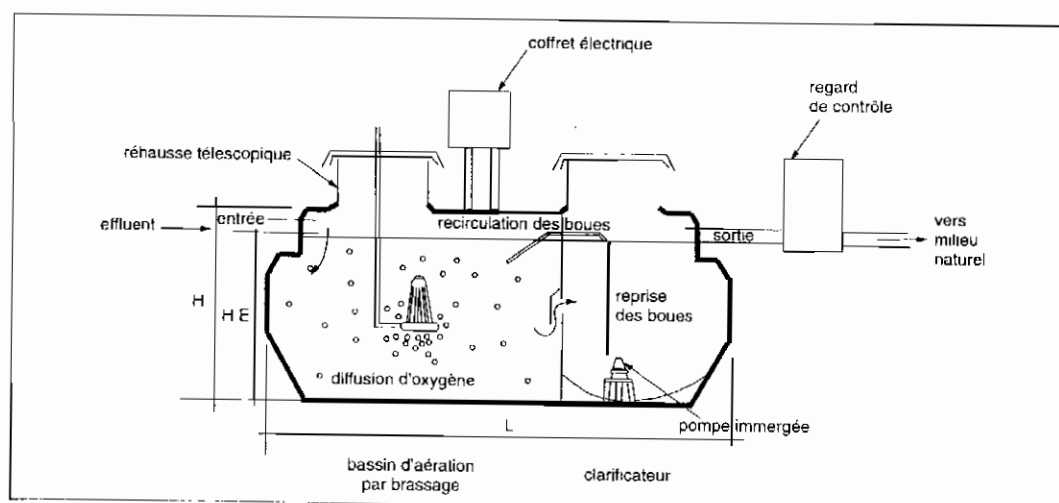 coffret électrique
regard
de contrôle
réhausse télescopique
effluent
entrée
recirculation des boues
sortie
vers
milieu
naturel
H
HE
reprise
des boues
diffusion d'oxygène
L
pompe immergée
bassin d'aération
par brassage
clarificateur